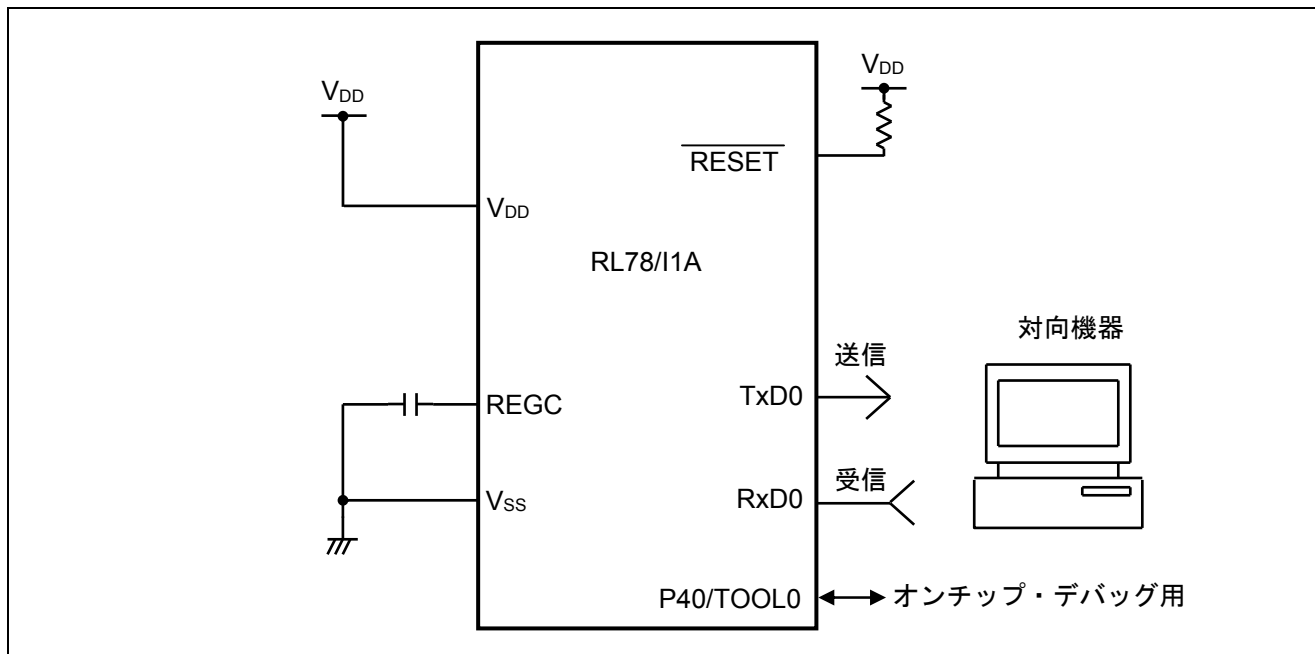 VDD
VDD
RESET
VDD
RL78/I1A
対向機器
送信
TxD0
REGC
受信
RxD0
VSS
P40/TOOL0
オンチップ・デバッグ用